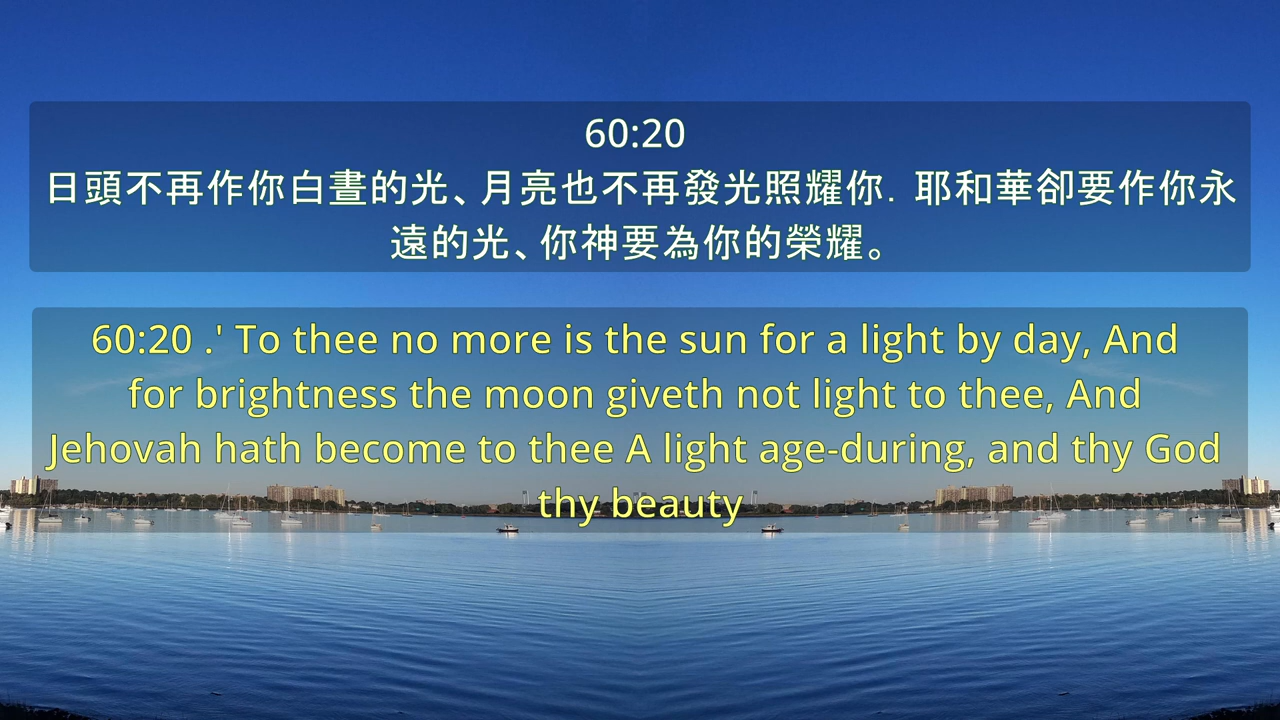 60:20
日頭不再作你白晝的光、月亮也不再發光照耀你．耶和華卻要作你永
遠的光、你神要為你的榮耀。
60:20 .' To thee no more is the sun for a light by day, And
for brightness the moon giveth not light to thee, And
Jehovah hath become to thee A light age-during, and thy God
thy beauty